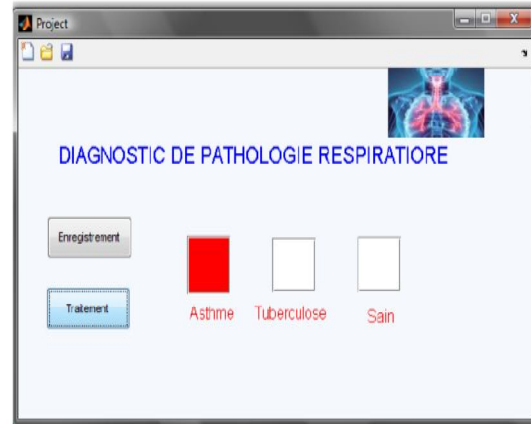 Project
DIAGNOSTIC DE PATHOLOGIE RESPIRATIORE
Enregistrement
Traitement
Asthme Tuberculose Sain